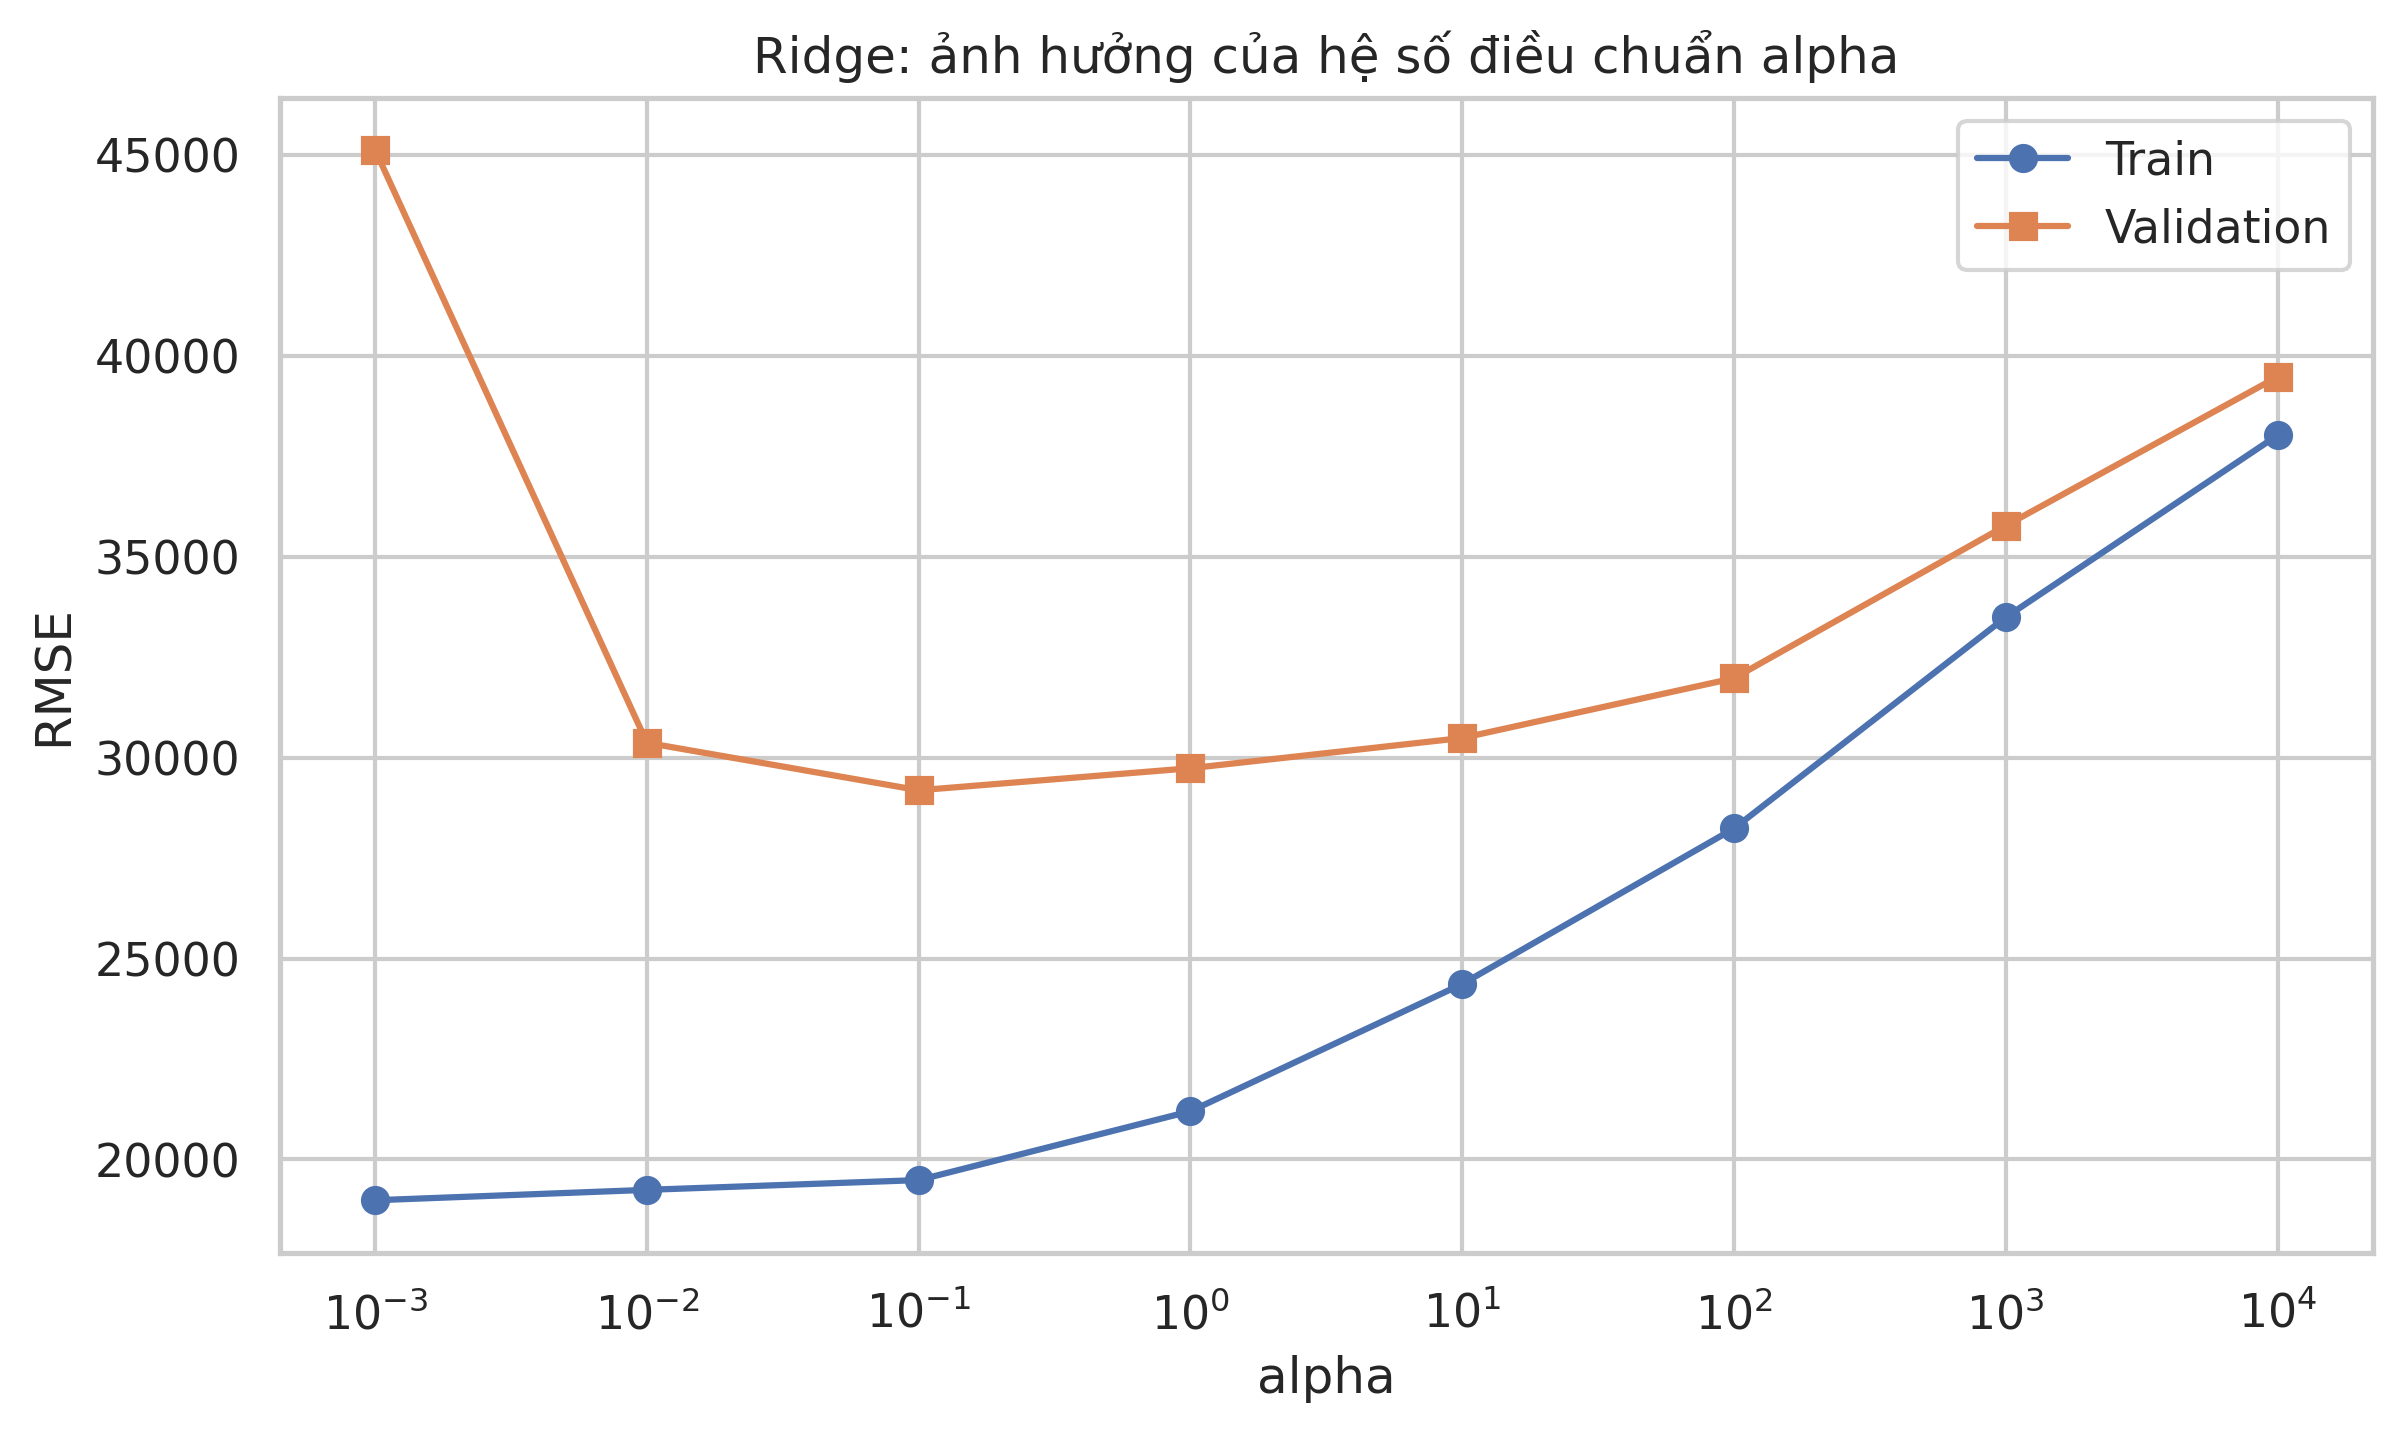 Ridge: ảnh hưởng của hệ số điều chuẩn alpha
Train
Validation
RMSE
45000
40000
35000
30000
25000
20000
10⁻³ 10⁻² 10⁻¹ 10⁰ 10¹ 10² 10³ 10⁴
alpha